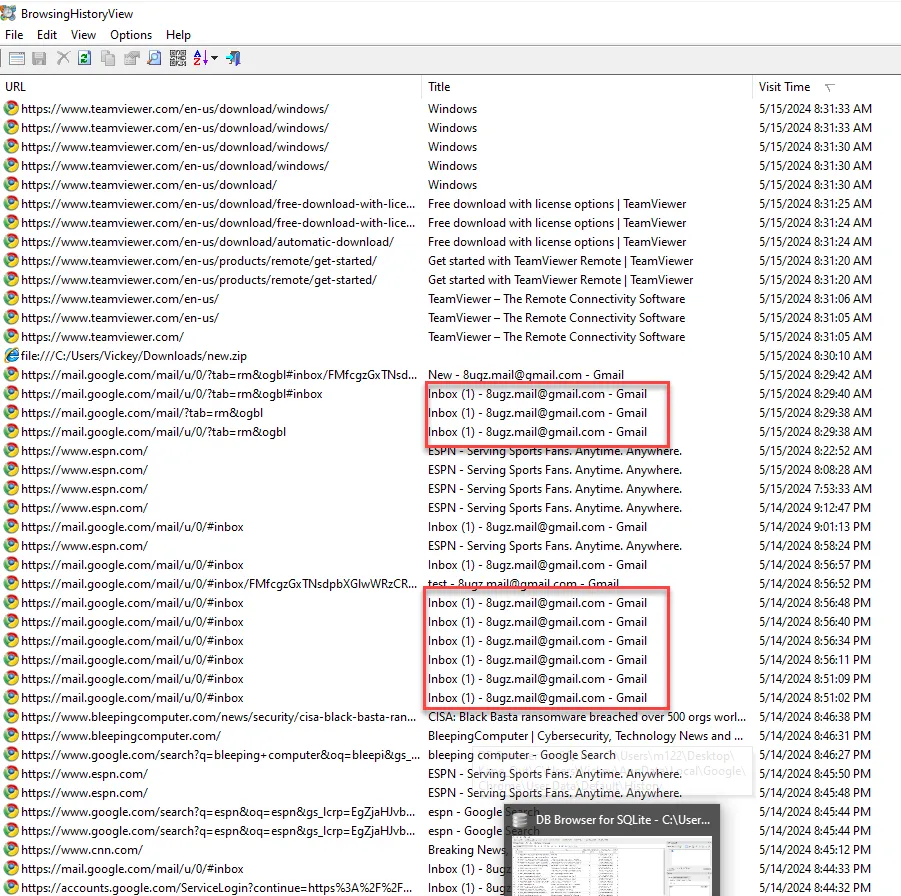 BrowsingHistoryView
File Edit View Options Help
URL Title Visit Time
https://www.teamviewer.com/en-us/download/windows/ Windows 5/15/2024 8:31:33 AM
https://www.teamviewer.com/en-us/download/windows/ Windows 5/15/2024 8:31:33 AM
https://www.teamviewer.com/en-us/download/windows/ Windows 5/15/2024 8:31:30 AM
https://www.teamviewer.com/en-us/download/windows/ Windows 5/15/2024 8:31:30 AM
https://www.teamviewer.com/en-us/download/ Windows 5/15/2024 8:31:30 AM
https://www.teamviewer.com/en-us/download/free-download-with-lice... Free download with license options | TeamViewer 5/15/2024 8:31:25 AM
https://www.teamviewer.com/en-us/download/free-download-with-lice... Free download with license options | TeamViewer 5/15/2024 8:31:24 AM
https://www.teamviewer.com/en-us/download/automatic-download/ Free download with license options | TeamViewer 5/15/2024 8:31:24 AM
https://www.teamviewer.com/en-us/products/remote/get-started/ Get started with TeamViewer Remote | TeamViewer 5/15/2024 8:31:20 AM
https://www.teamviewer.com/en-us/products/remote/get-started/ Get started with TeamViewer Remote | TeamViewer 5/15/2024 8:31:20 AM
https://www.teamviewer.com/en-us/ TeamViewer – The Remote Connectivity Software 5/15/2024 8:31:06 AM
https://www.teamviewer.com/en-us/ TeamViewer – The Remote Connectivity Software 5/15/2024 8:31:05 AM
https://www.teamviewer.com/ TeamViewer – The Remote Connectivity Software 5/15/2024 8:31:05 AM
file:///C:/Users/Vickey/Downloads/new.zip 5/15/2024 8:30:10 AM
https://mail.google.com/mail/u/0/?tab=rm&ogbl#inbox/FMfcgzGxTNsd... New - 8ugz.mail@gmail.com - Gmail 5/15/2024 8:29:42 AM
https://mail.google.com/mail/u/0/?tab=rm&ogbl#inbox Inbox (1) - 8ugz.mail@gmail.com - Gmail 5/15/2024 8:29:40 AM
https://mail.google.com/mail/?tab=rm&ogbl Inbox (1) - 8ugz.mail@gmail.com - Gmail 5/15/2024 8:29:38 AM
https://mail.google.com/mail/u/0/?tab=rm&ogbl Inbox (1) - 8ugz.mail@gmail.com - Gmail 5/15/2024 8:29:38 AM
https://www.espn.com/ ESPN - Serving Sports Fans. Anytime. Anywhere. 5/15/2024 8:22:52 AM
https://www.espn.com/ ESPN - Serving Sports Fans. Anytime. Anywhere. 5/15/2024 8:08:28 AM
https://www.espn.com/ ESPN - Serving Sports Fans. Anytime. Anywhere. 5/15/2024 7:53:33 AM
https://www.espn.com/ ESPN - Serving Sports Fans. Anytime. Anywhere. 5/14/2024 9:12:47 PM
https://mail.google.com/mail/u/0/#inbox Inbox (1) - 8ugz.mail@gmail.com - Gmail 5/14/2024 9:01:13 PM
https://www.espn.com/ ESPN - Serving Sports Fans. Anytime. Anywhere. 5/14/2024 8:58:24 PM
https://mail.google.com/mail/u/0/#inbox Inbox (1) - 8ugz.mail@gmail.com - Gmail 5/14/2024 8:56:57 PM
https://mail.google.com/mail/u/0/#inbox/FMfcgzGxTNsdpbXGlwWRzCR... test - 8ugz.mail@gmail.com - Gmail 5/14/2024 8:56:52 PM
https://mail.google.com/mail/u/0/#inbox Inbox (1) - 8ugz.mail@gmail.com - Gmail 5/14/2024 8:56:48 PM
https://mail.google.com/mail/u/0/#inbox Inbox (1) - 8ugz.mail@gmail.com - Gmail 5/14/2024 8:56:40 PM
https://mail.google.com/mail/u/0/#inbox Inbox (1) - 8ugz.mail@gmail.com - Gmail 5/14/2024 8:56:34 PM
https://mail.google.com/mail/u/0/#inbox Inbox (1) - 8ugz.mail@gmail.com - Gmail 5/14/2024 8:56:11 PM
https://mail.google.com/mail/u/0/#inbox Inbox (1) - 8ugz.mail@gmail.com - Gmail 5/14/2024 8:51:09 PM
https://mail.google.com/mail/u/0/#inbox Inbox (1) - 8ugz.mail@gmail.com - Gmail 5/14/2024 8:51:02 PM
https://www.bleepingcomputer.com/news/security/cisa-black-basta-ran... CISA: Black Basta ransomware breached over 500 orgs worl... 5/14/2024 8:46:38 PM
https://www.bleepingcomputer.com/ BleepingComputer | Cybersecurity, Technology News and ... 5/14/2024 8:46:31 PM
https://www.google.com/search?q=bleeping+computer&oq=bleepi&gs_... bleeping computer - Google Search 5/14/2024 8:46:27 PM
https://www.espn.com/ ESPN - Serving Sports Fans. Anytime. Anywhere. 5/14/2024 8:45:50 PM
https://www.espn.com/ ESPN - Serving Sports Fans. Anytime. Anywhere. 5/14/2024 8:45:48 PM
https://www.google.com/search?q=espn&oq=espn&gs_lcrp=EgZjaHJvb... espn - Google Search 5/14/2024 8:45:44 PM
https://www.google.com/search?q=espn&oq=espn&gs_lcrp=EgZjaHJvb... espn - Google Search 5/14/2024 8:45:44 PM
https://www.cnn.com/ Breaking News, 5/14/2024 8:45:12 PM
https://mail.google.com/mail/u/0/#inbox Inbox (1) - 8ugz 5/14/2024 8:44:33 PM
https://accounts.google.com/ServiceLogin?continue=https%3A%2F%2F... Inbox (1) - 8ugz 5/14/2024 8:44:32 PM
DB Browser for SQLite - C:\User...